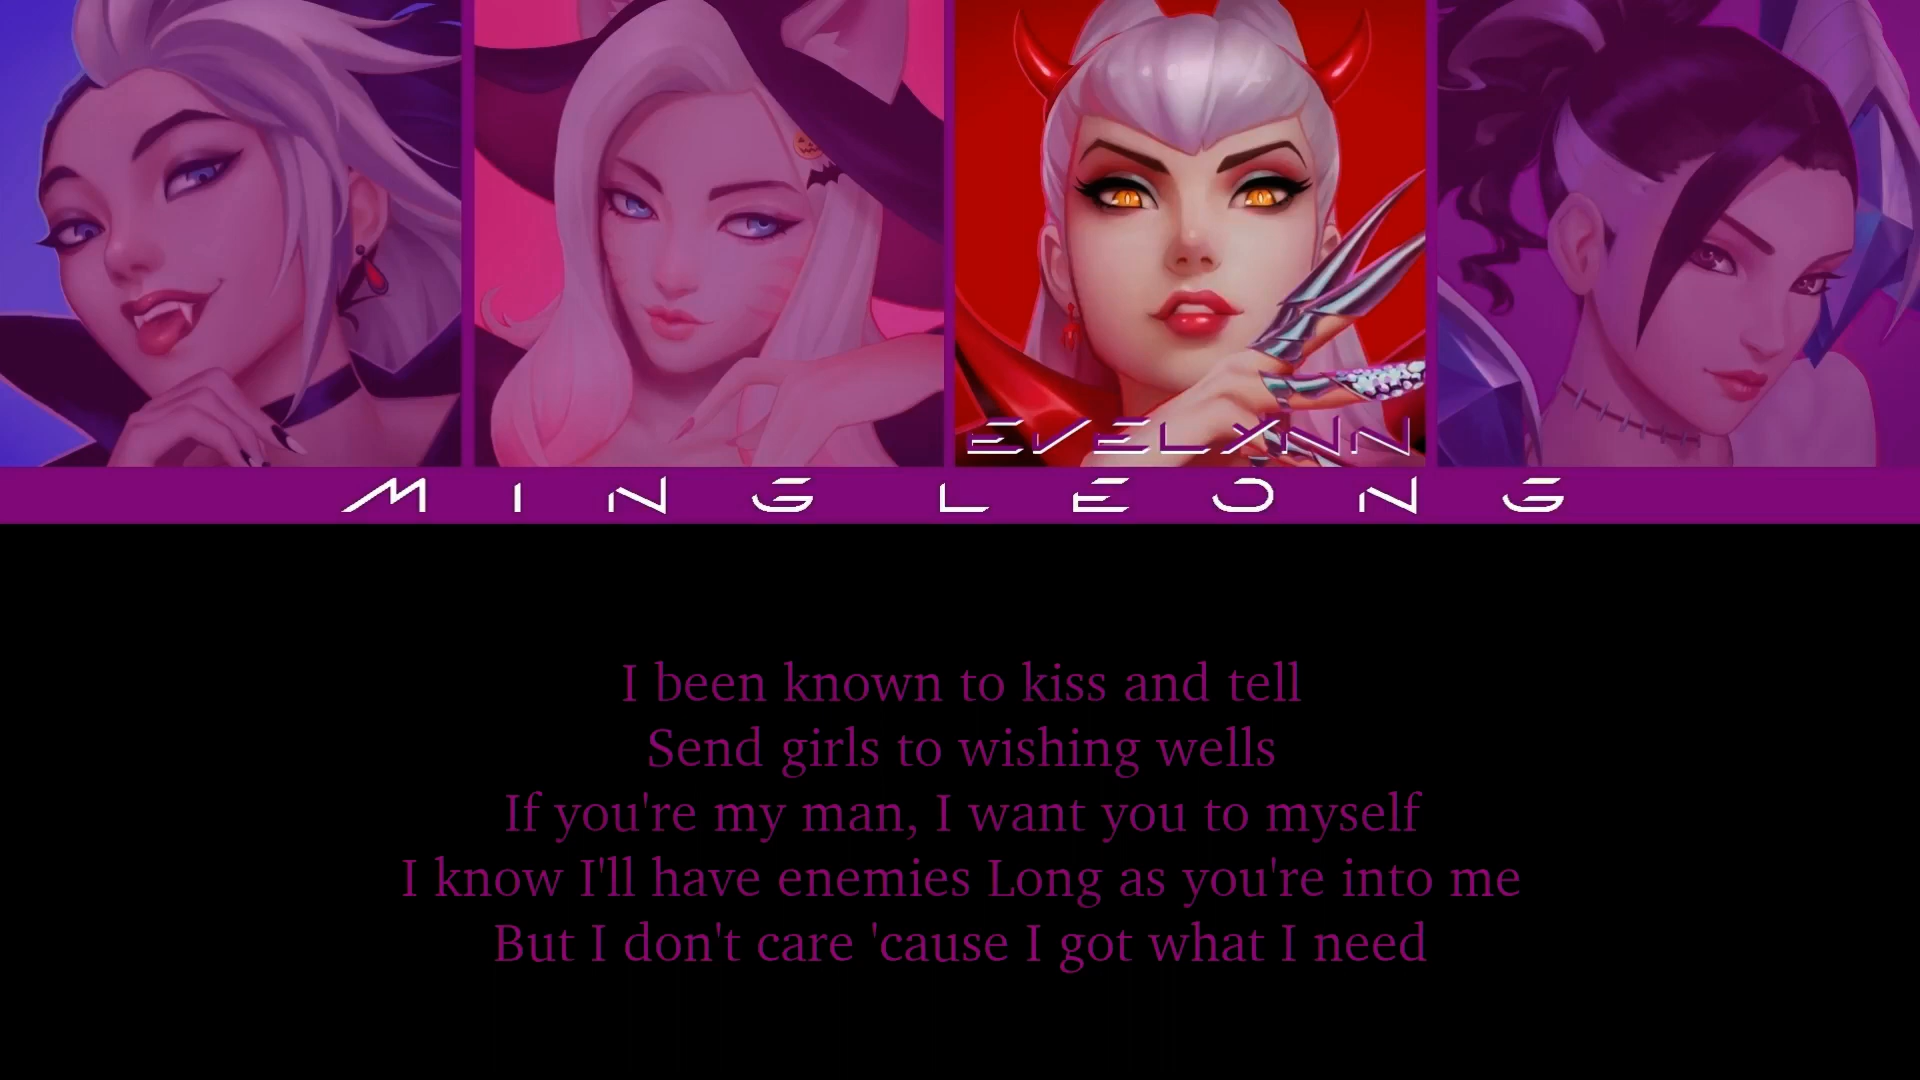 EVELYNN
MING LEONG
I been known to kiss and tell
Send girls to wishing wells
If you're my man, I want you to myself
I know I'll have enemies Long as you're into me
But I don't care 'cause I got what I need